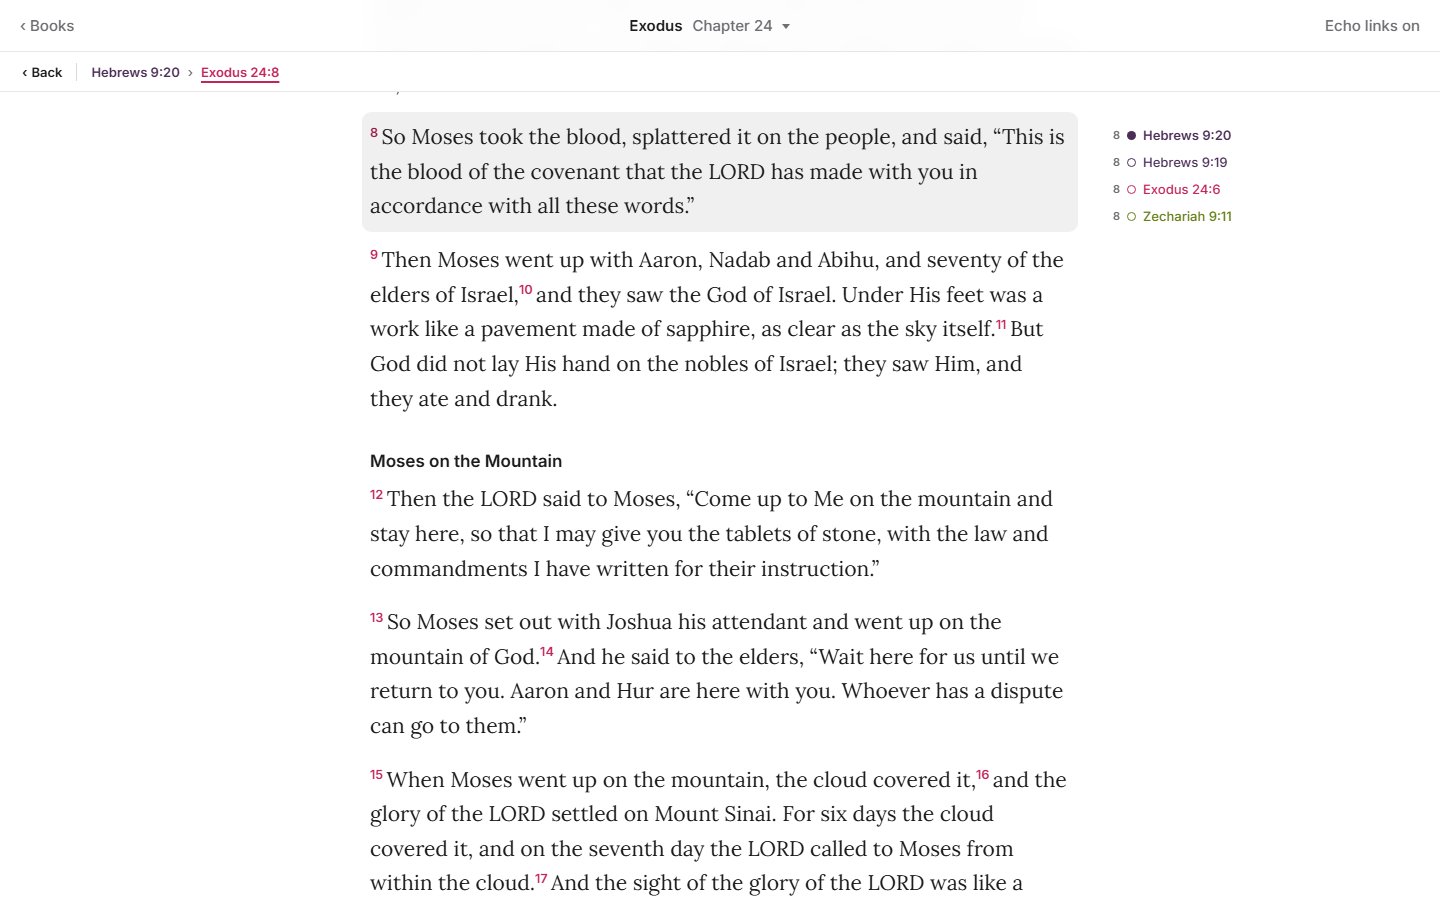 ‹ Books
Exodus Chapter 24
Echo links on
‹ Back
Hebrews 9:20 › Exodus 24:8
8 So Moses took the blood, splattered it on the people, and said, “This is
the blood of the covenant that the LORD has made with you in
accordance with all these words.”
8 Hebrews 9:20
8 Hebrews 9:19
8 Exodus 24:6
8 Zechariah 9:11
9 Then Moses went up with Aaron, Nadab and Abihu, and seventy of the
elders of Israel,10 and they saw the God of Israel. Under His feet was a
work like a pavement made of sapphire, as clear as the sky itself.11 But
God did not lay His hand on the nobles of Israel; they saw Him, and
they ate and drank.
Moses on the Mountain
12 Then the LORD said to Moses, “Come up to Me on the mountain and
stay here, so that I may give you the tablets of stone, with the law and
commandments I have written for their instruction.”
13 So Moses set out with Joshua his attendant and went up on the
mountain of God.14 And he said to the elders, “Wait here for us until we
return to you. Aaron and Hur are here with you. Whoever has a dispute
can go to them.”
15 When Moses went up on the mountain, the cloud covered it,16 and the
glory of the LORD settled on Mount Sinai. For six days the cloud
covered it, and on the seventh day the LORD called to Moses from
within the cloud.17 And the sight of the glory of the LORD was like a